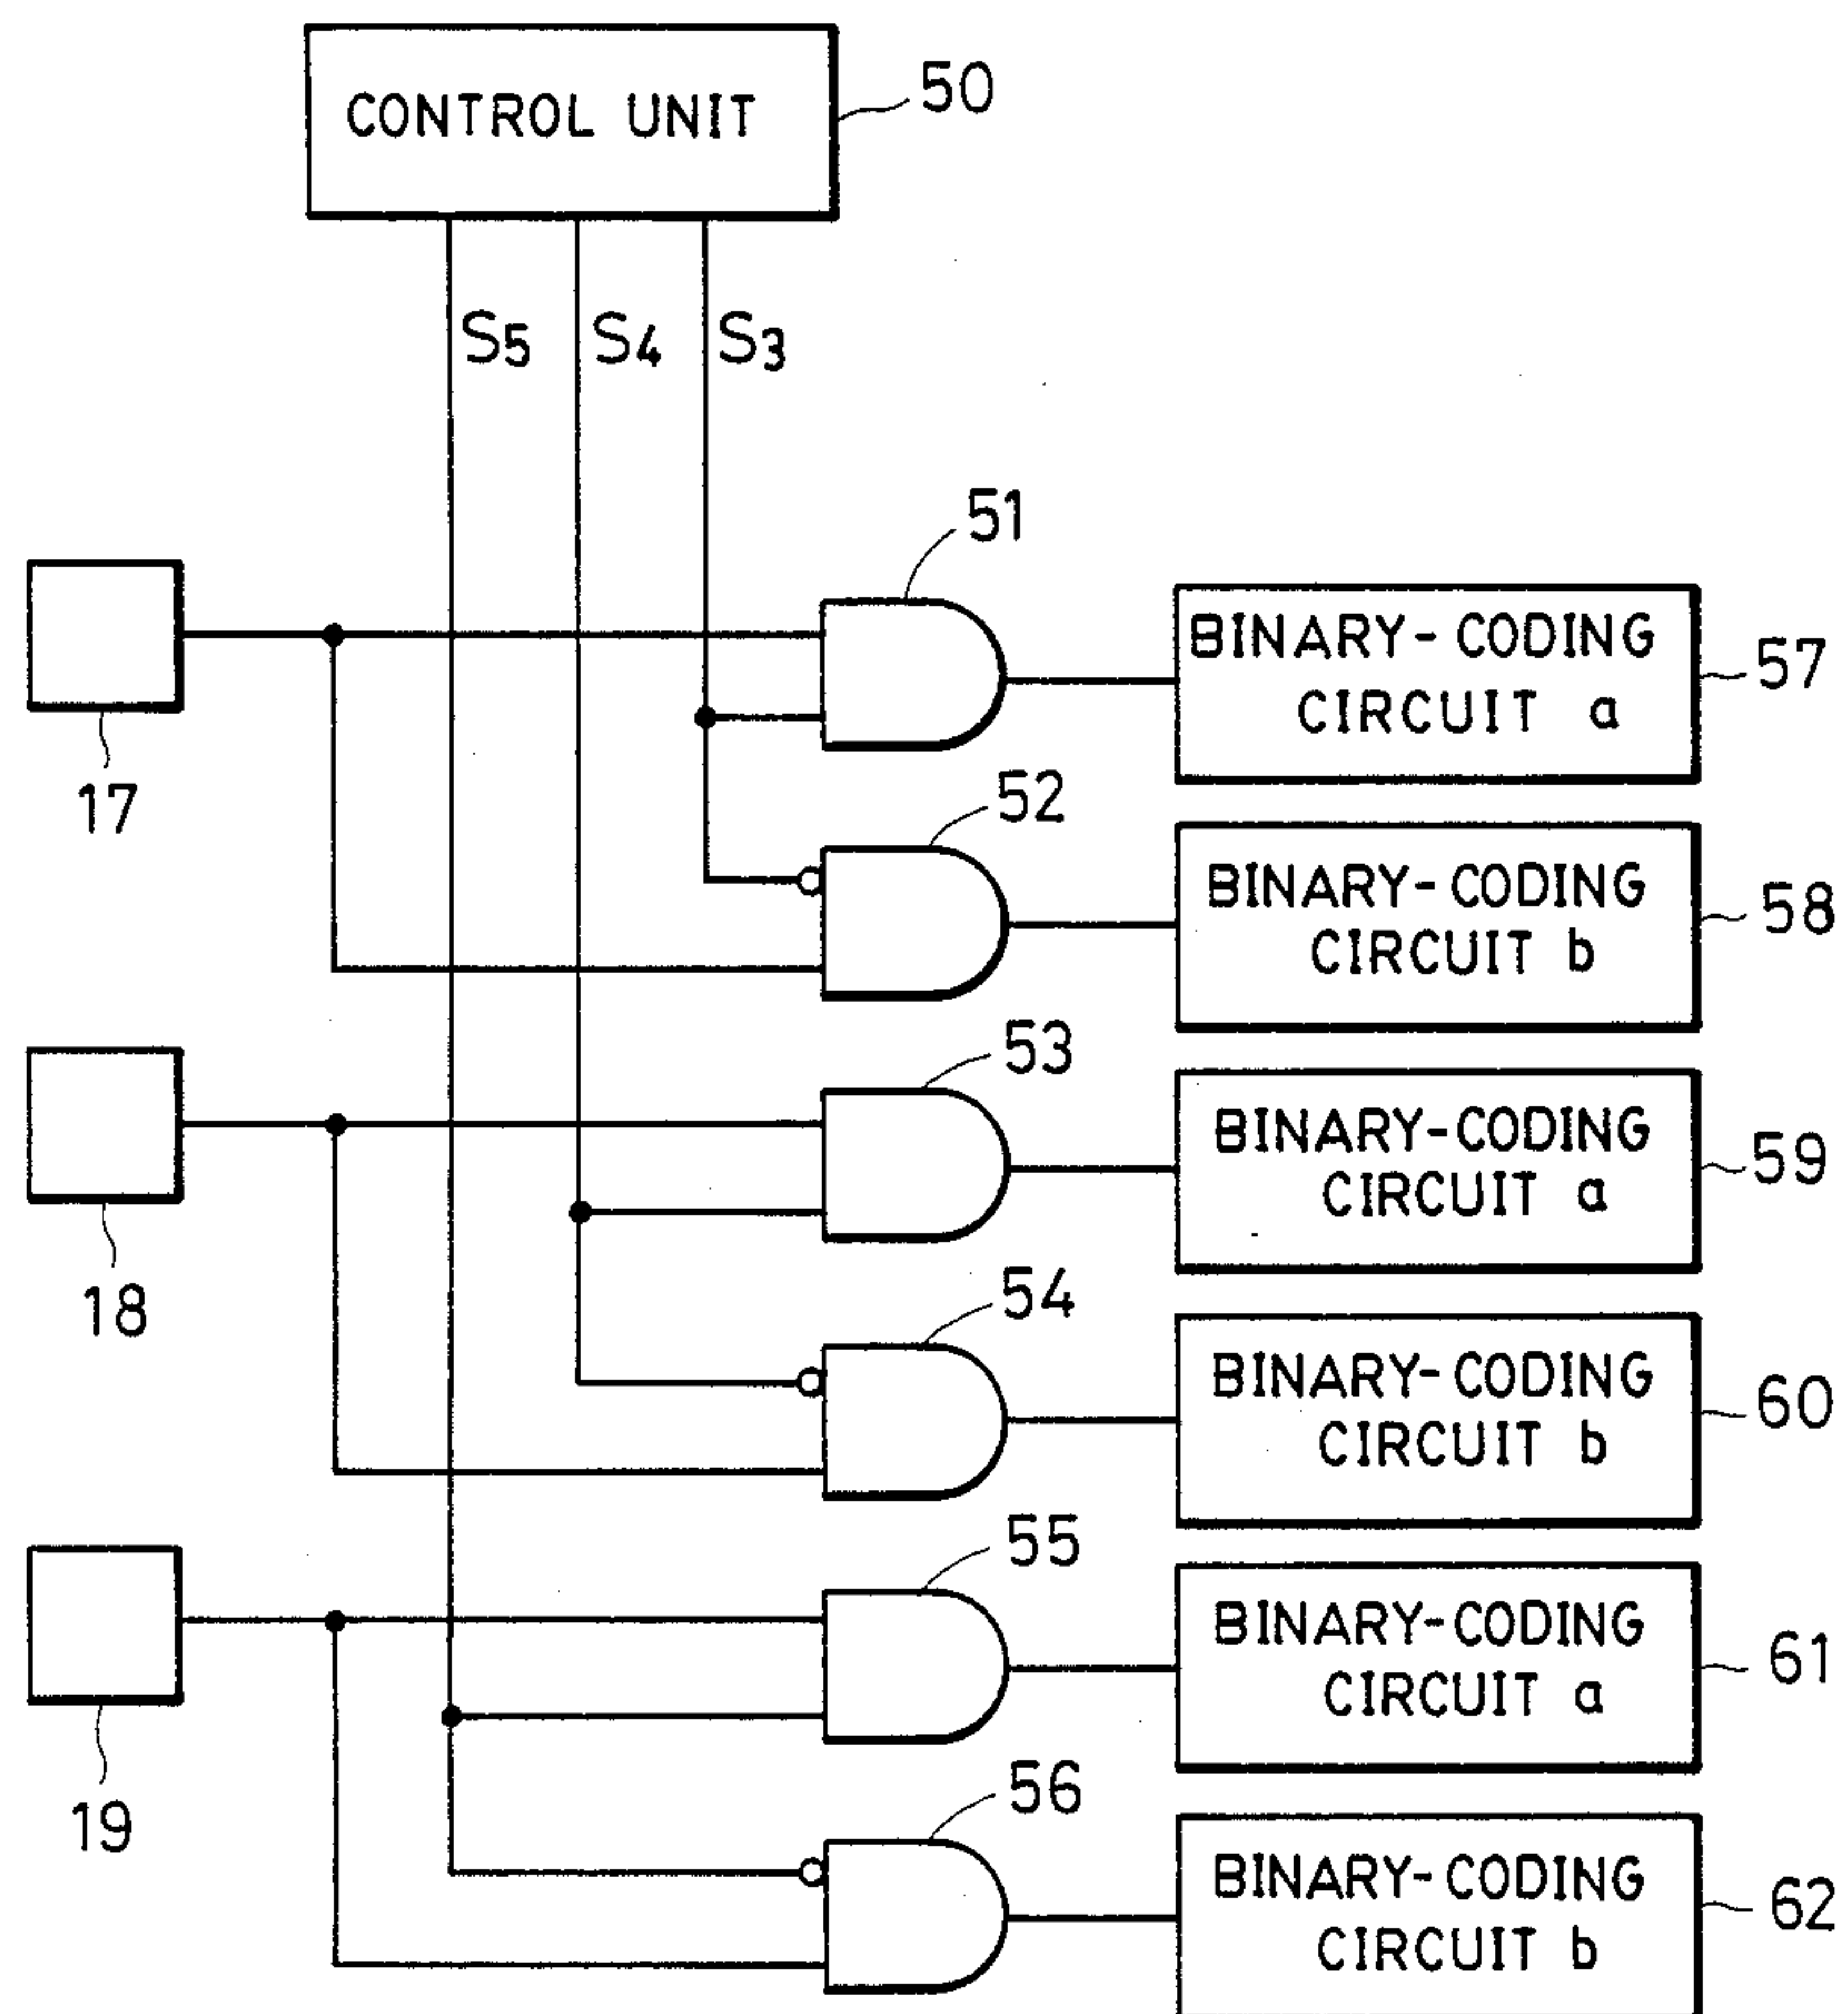 CONTROL UNIT
50
S5 S4 S3
51
BINARY-CODING
CIRCUIT a
57
17
52
BINARY-CODING
CIRCUIT b
58
53
BINARY-CODING
CIRCUIT a
59
18
54
BINARY-CODING
CIRCUIT b
60
55
BINARY-CODING
CIRCUIT a
61
19
56
BINARY-CODING
CIRCUIT b
62